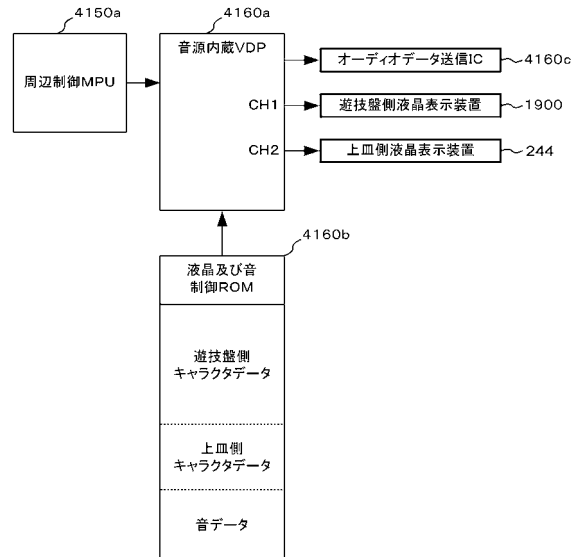 4150a
4160a
周辺制御MPU
音源内蔵VDP
オーディオデータ送信IC
4160c
CH1
遊技盤側液晶表示装置
1900
CH2
上皿側液晶表示装置
244
4160b
液晶及び音
制御ROM
遊技盤側
キャラクタデータ
上皿側
キャラクタデータ
音データ